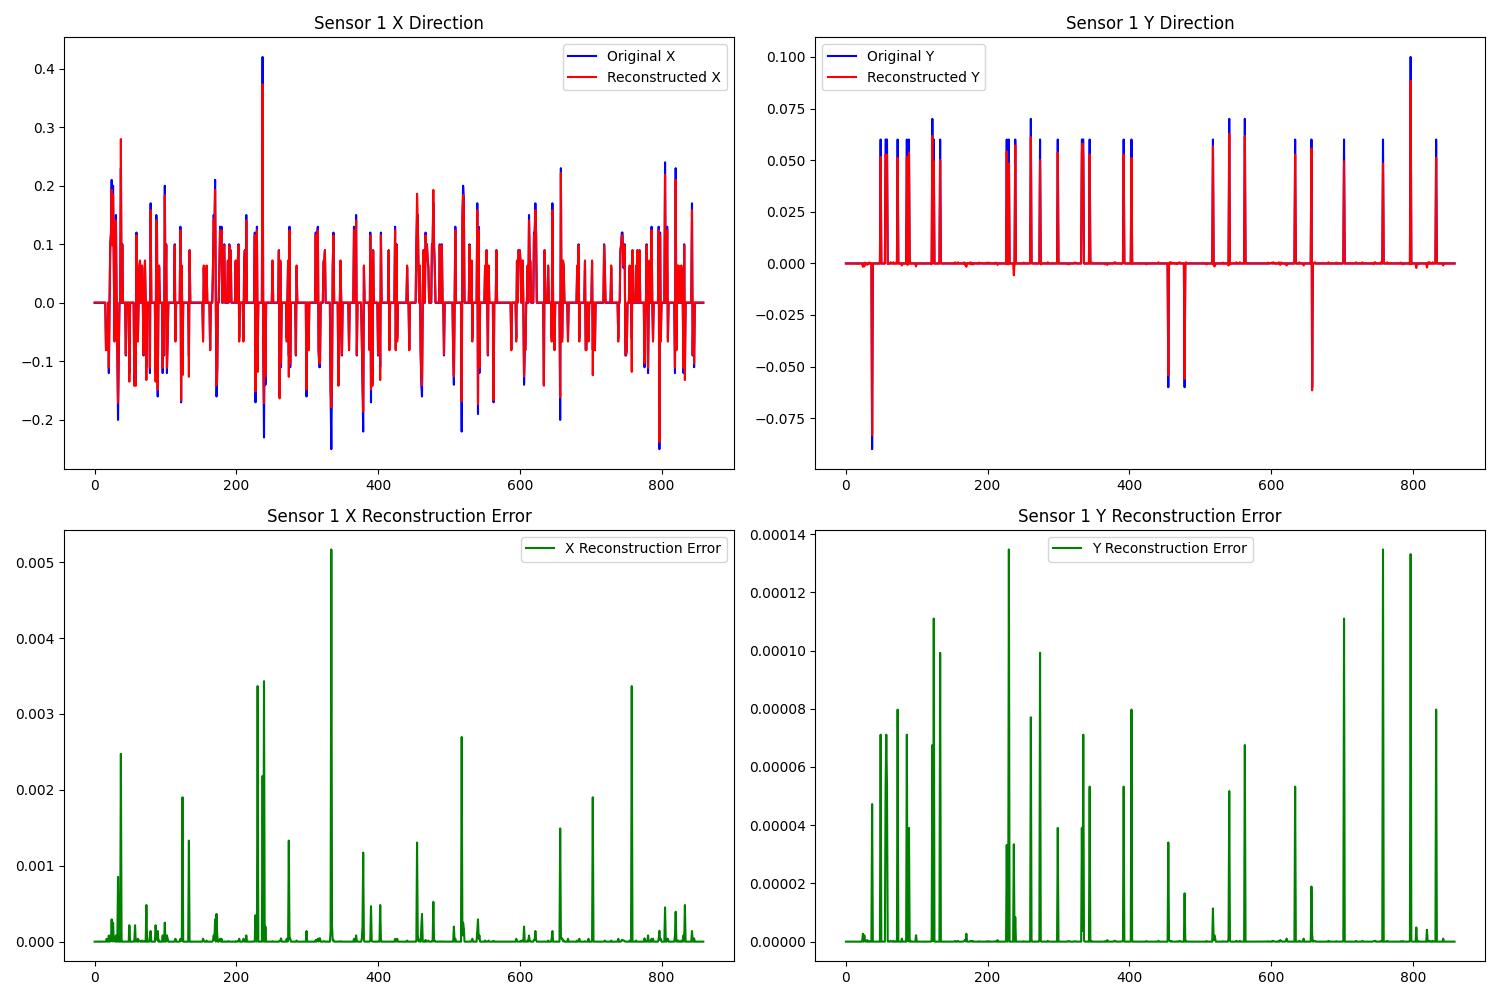 Sensor 1 X Direction
Original X
Reconstructed X
0.4
0.3
0.2
0.1
0.0
−0.1
−0.2
0 200 400 600 800
Sensor 1 Y Direction
Original Y
Reconstructed Y
0.100
0.075
0.050
0.025
0.000
−0.025
−0.050
−0.075
0 200 400 600 800
Sensor 1 X Reconstruction Error
X Reconstruction Error
0.005
0.004
0.003
0.002
0.001
0.000
0 200 400 600 800
Sensor 1 Y Reconstruction Error
Y Reconstruction Error
0.00014
0.00012
0.00010
0.00008
0.00006
0.00004
0.00002
0.00000
0 200 400 600 800